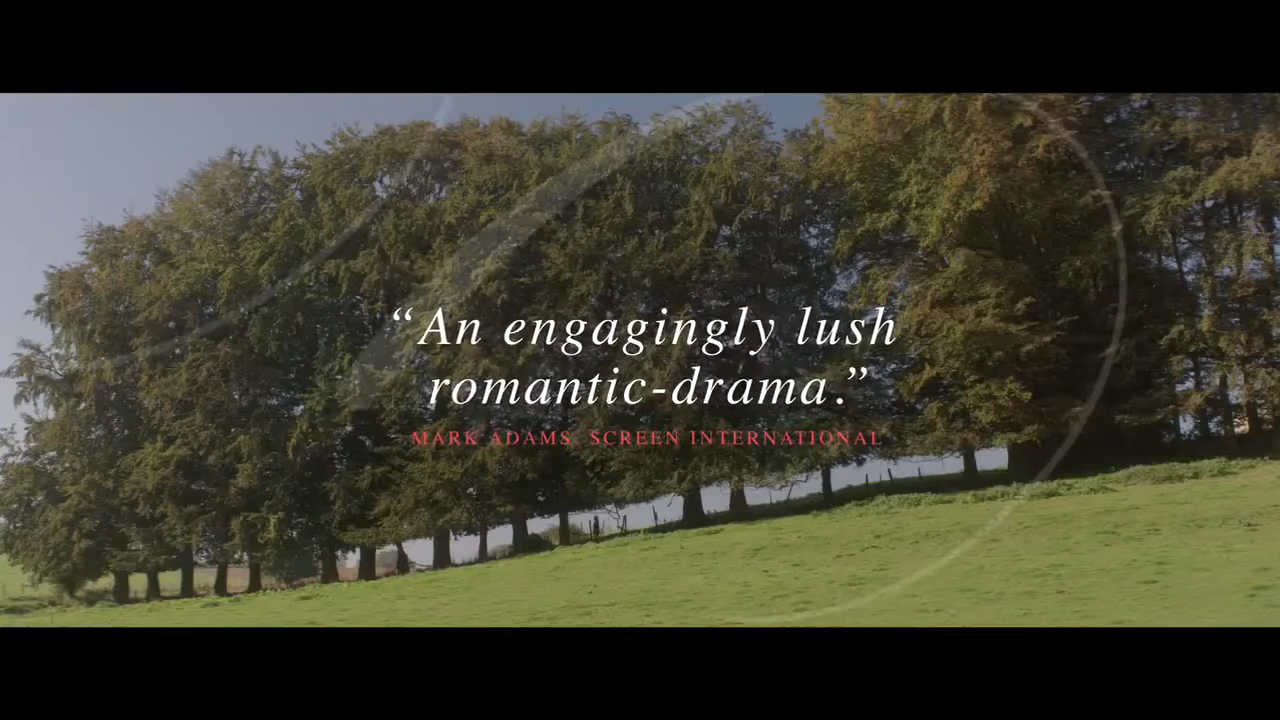 “An engagingly lush
romantic-drama.”
MARK ADAMS, SCREEN INTERNATIONAL